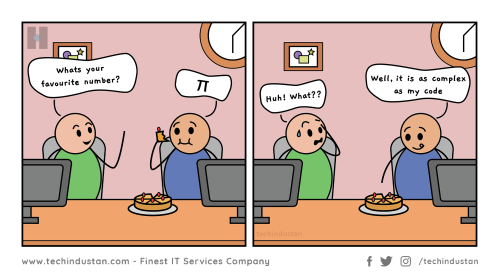 Whats your
favourite number?
π
Huh! What??
Well, it is as complex
as my code
techindustan
www.techindustan.com - Finest IT Services Company
/techindustan